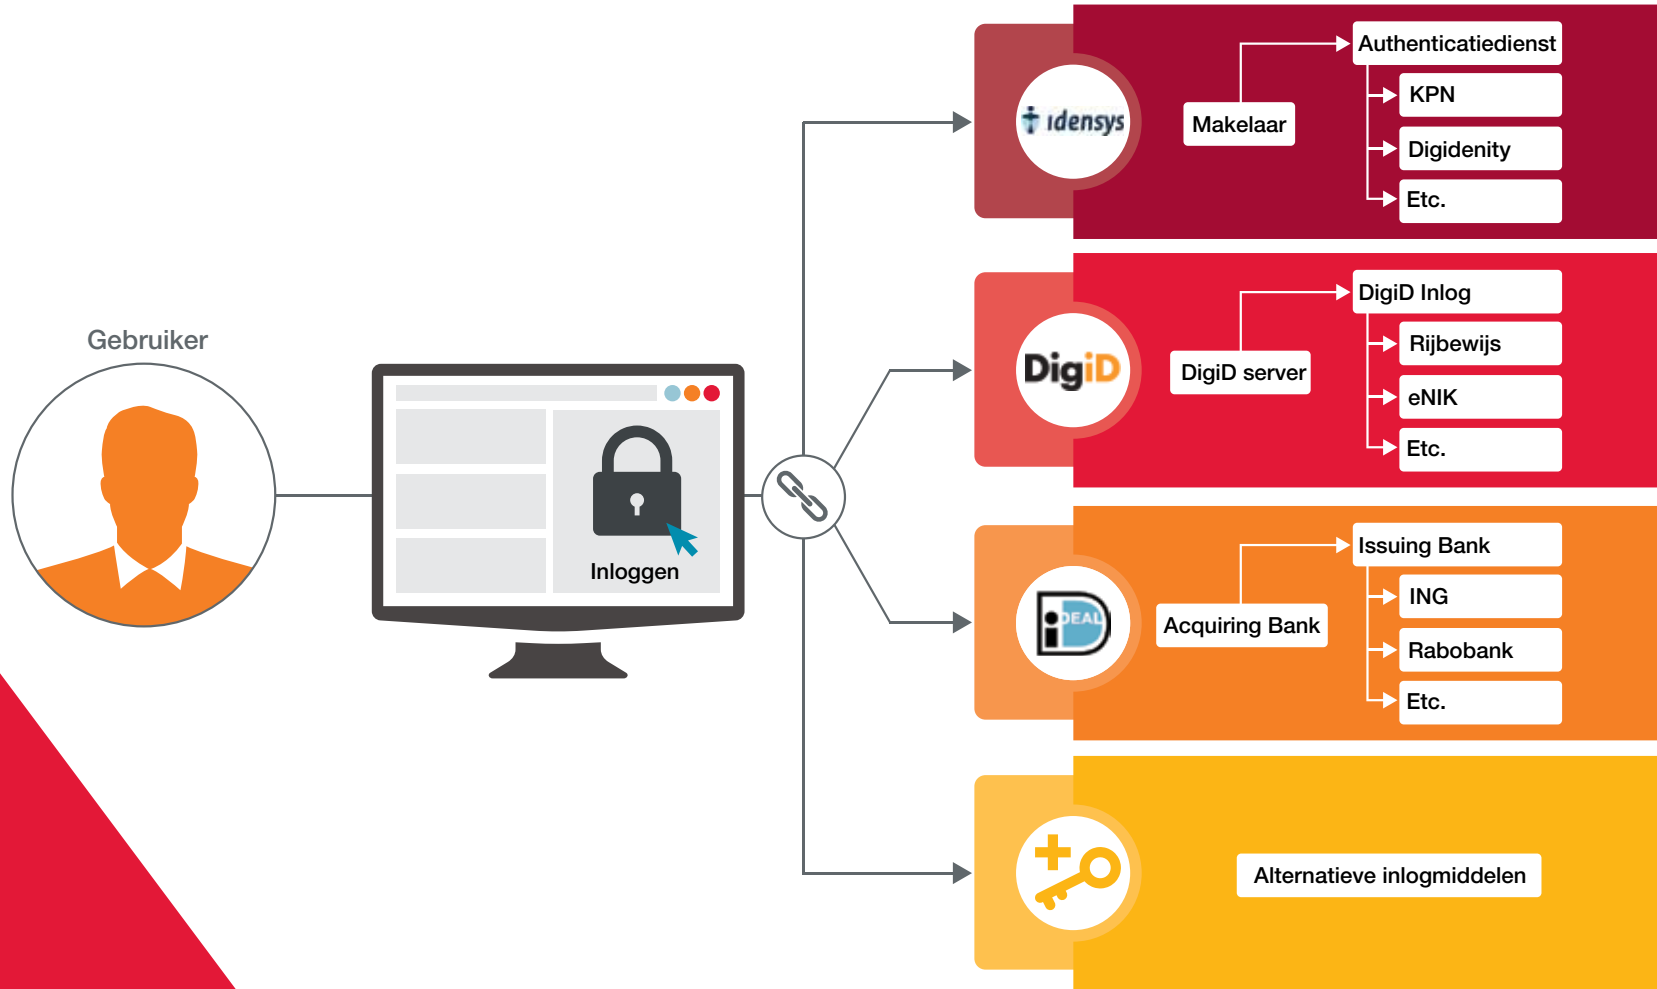 Gebruiker
Inloggen
idensys
Makelaar
Authenticatiedienst
KPN
Digidenity
Etc.
DigiD
DigiD server
DigiD Inlog
Rijbewijs
eNIK
Etc.
iDEAL
Acquiring Bank
Issuing Bank
ING
Rabobank
Etc.
Alternatieve inlogmiddelen